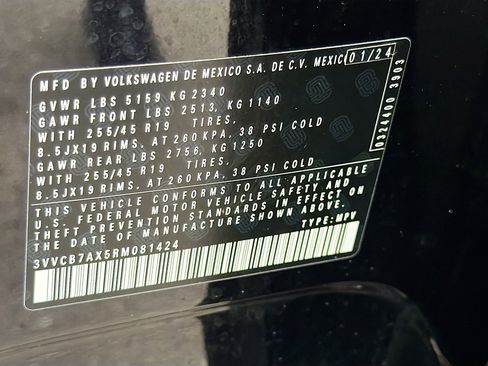 MFD BY VOLKSWAGEN DE MEXICO S.A. DE C.V. MEXICO
01/24
GVWR LBS 5159 KG 2340
GAWR FRONT LBS 2513, KG 1140
WITH 255/45 R19 TIRES,
8.5JX19 RIMS, AT 260 KPA, 38 PSI COLD
GAWR REAR LBS 2756, KG 1250
WITH 255/45 R19 TIRES,
8.5JX19 RIMS, AT 260 KPA, 38 PSI COLD
THIS VEHICLE CONFORMS TO ALL APPLICABLE
U.S. FEDERAL MOTOR VEHICLE SAFETY AND
THEFT PREVENTION STANDARDS IN EFFECT ON
THE DATE OF MANUFACTURE SHOWN ABOVE.
3VVCB7AX5RM081424
TYPE: MPV
0324400 3903